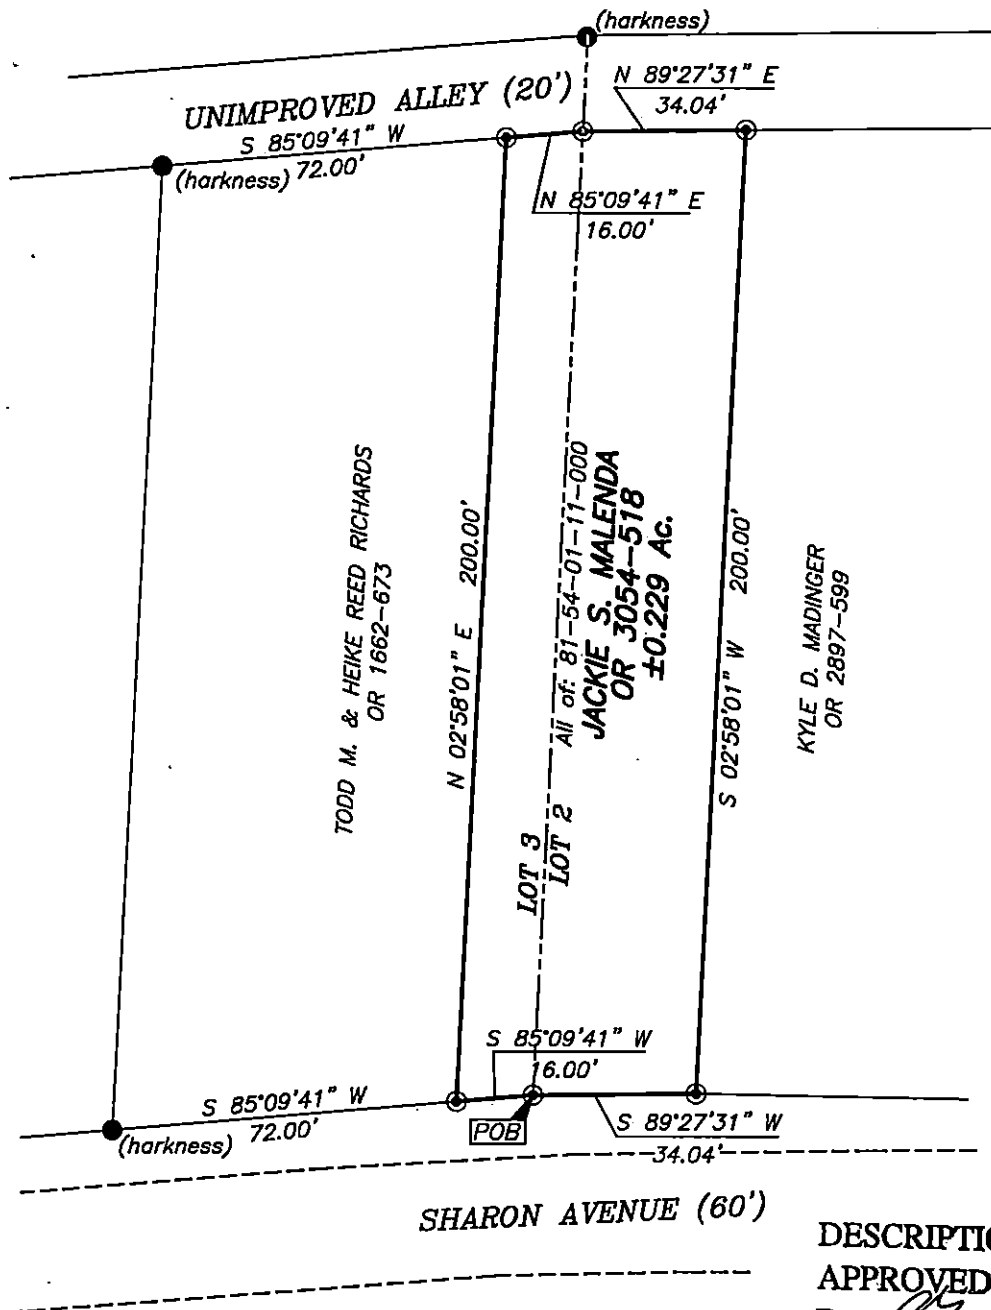 (harkness)
N 89°27'31" E
34.04'
UNIMPROVED ALLEY (20')
S 85°09'41" W
72.00'
(harkness)
N 85°09'41" E
16.00'
TODD M. & HEIKE REED RICHARDS
OR 1662-673
N 02°58'01" E 200.00'
LOT 3
LOT 2
All of: 81-54-01-11-000
JACKIE S. MALENDA
OR 3054-518
±0.229 Ac.
S 02°58'01" W 200.00'
KYLE D. MADINGER
OR 2897-599
S 85°09'41" W
16.00'
S 85°09'41" W
72.00'
(harkness)
POB
S 89°27'31" W
34.04'
SHARON AVENUE (60')
DESCRIPTIO
APPROVED